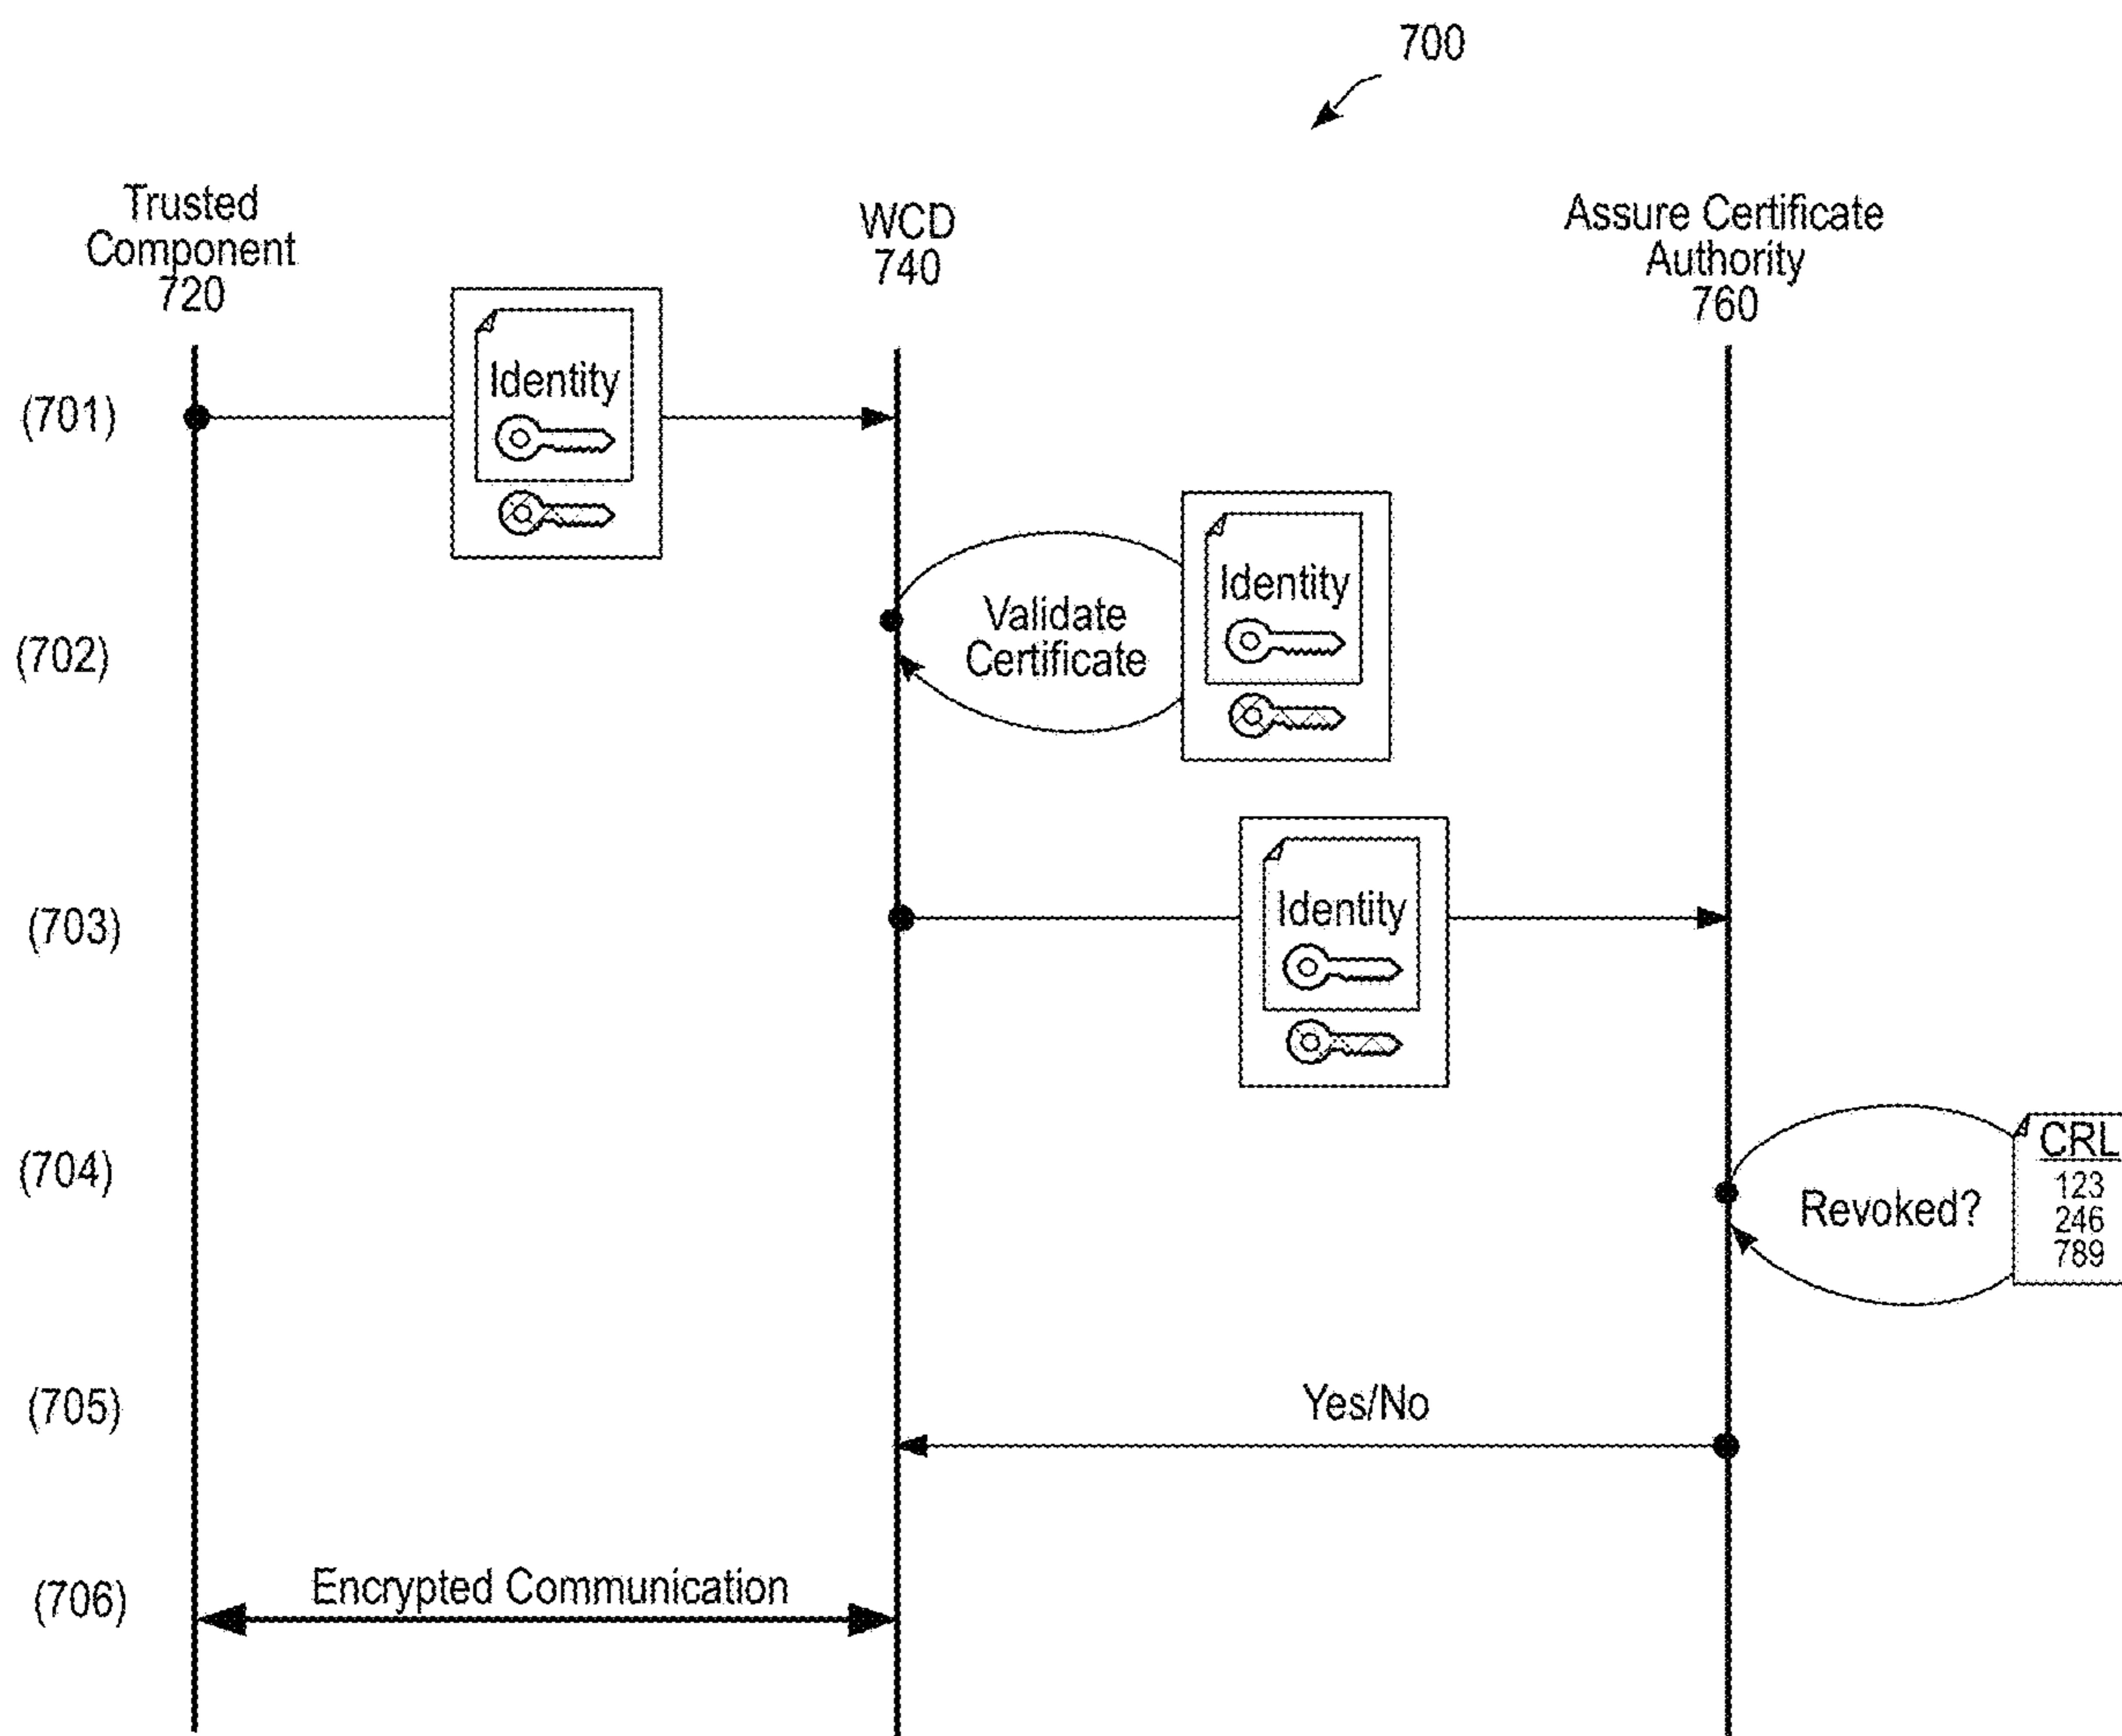 700
Trusted
Component
720
WCD
740
Assure Certificate
Authority
760
(701)
Identity
(702)
Validate
Certificate
Identity
(703)
Identity
(704)
Revoked?
CRL
123
246
789
(705)
Yes/No
(706)
Encrypted Communication